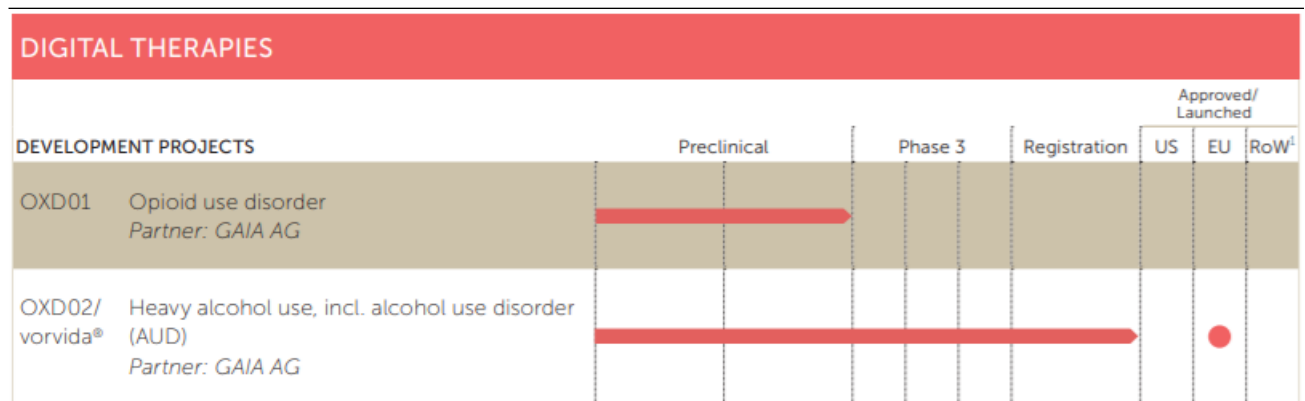 DIGITAL THERAPIES
Approved/
Launched
DEVELOPMENT PROJECTS Preclinical Phase 3 Registration US EU RoW¹
OXD01 Opioid use disorder
Partner: GAIA AG
OXD02/ Heavy alcohol use, incl. alcohol use disorder
vorvida® (AUD)
Partner: GAIA AG